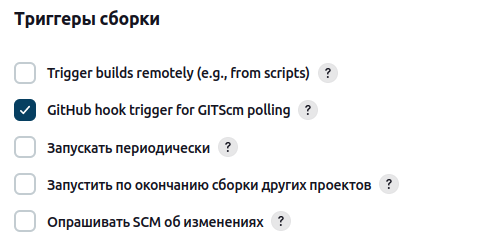 Триггеры сборки
Trigger builds remotely (e.g., from scripts) ?
GitHub hook trigger for GITScm polling ?
Запускать периодически ?
Запустить по окончанию сборки других проектов ?
Опрашивать SCM об изменениях ?